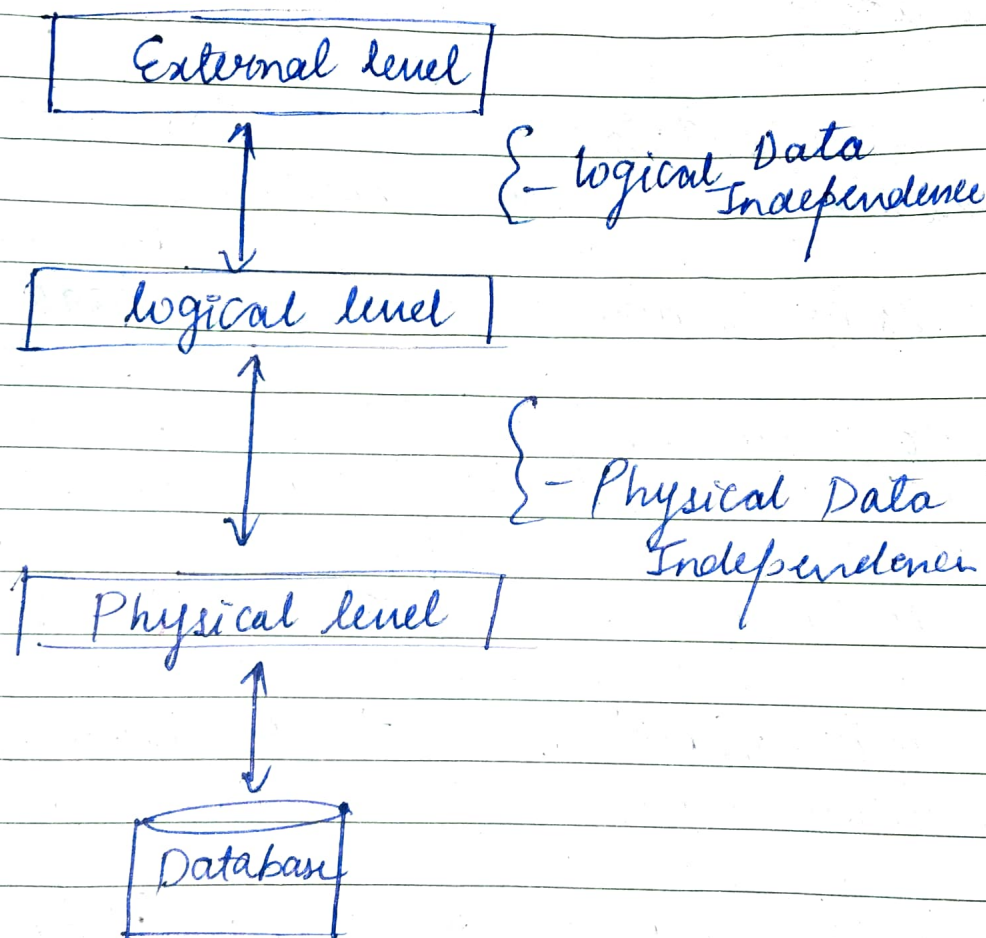 External level
{- logical Data
Independence
logical level
{- Physical Data
Independence
Physical level
Database